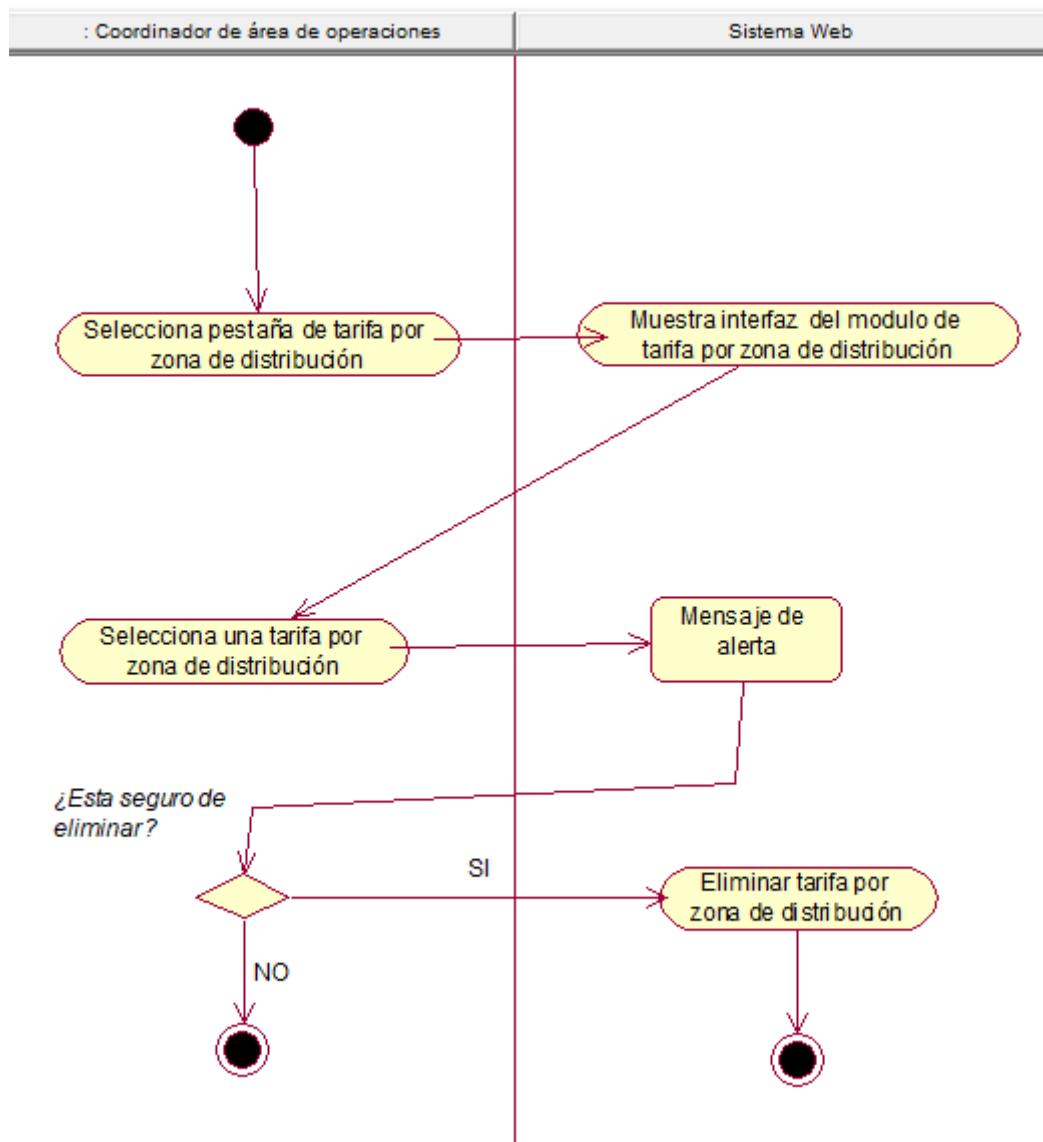 : Coordinador de área de operaciones
Sistema Web
Selecciona pestaña de tarifa por
zona de distribución
Muestra interfaz del modulo de
tarifa por zona de distribución
Selecciona una tarifa por
zona de distribución
Mensaje de
alerta
¿Esta seguro de
eliminar?
SI
Eliminar tarifa por
zona de distribución
NO